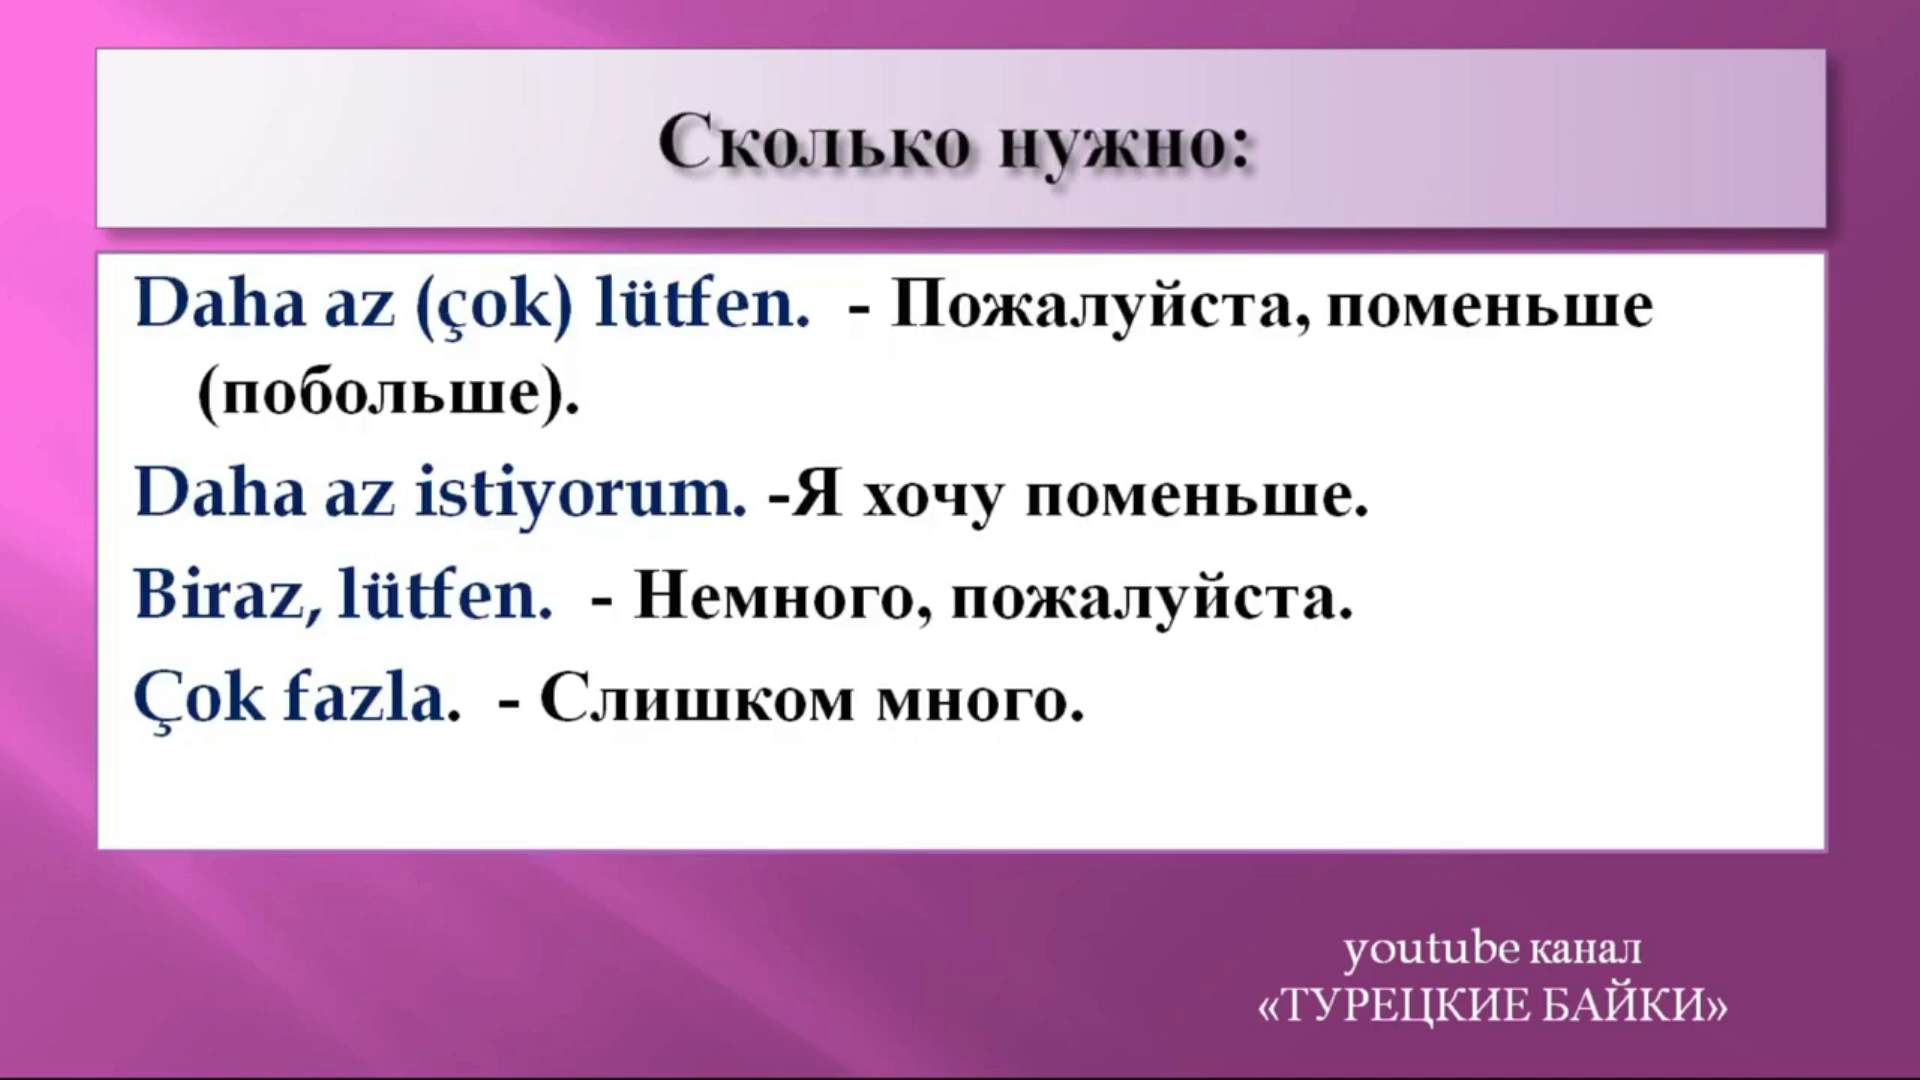 Сколько нужно:
Daha az (çok) lütfen. - Пожалуйста, поменьше
(побольше).
Daha az istiyorum. -Я хочу поменьше.
Biraz, lütfen. - Немного, пожалуйста.
Çok fazla. - Слишком много.
youtube канал
«ТУРЕЦКИЕ БАЙКИ»